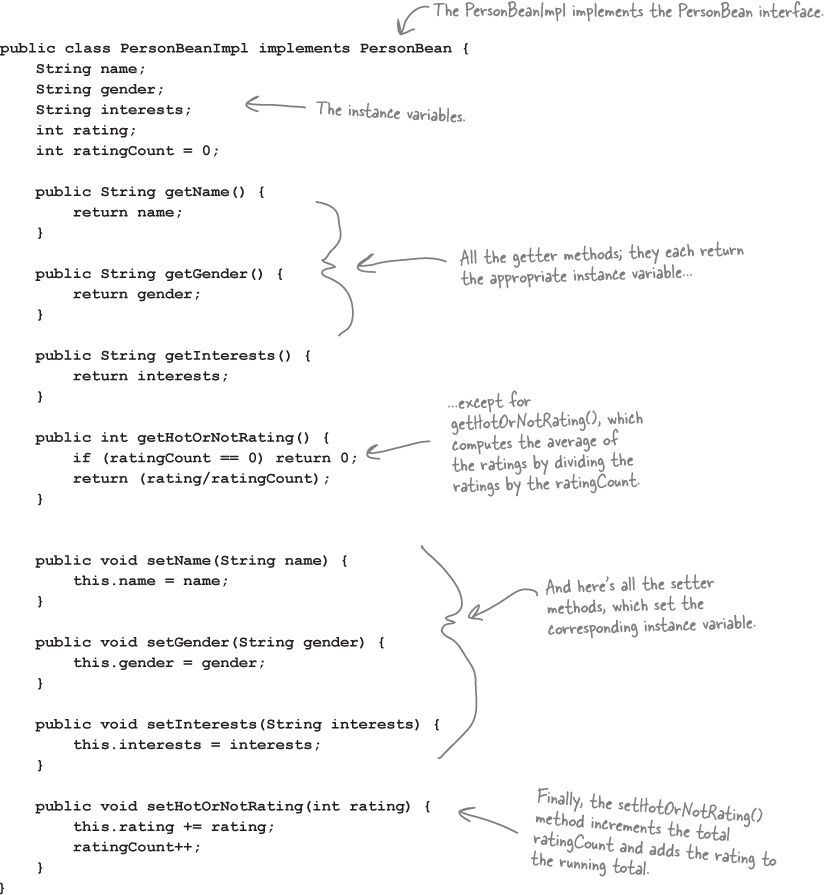 The PersonBeanImpl implements the PersonBean interface.
public class PersonBeanImpl implements PersonBean {
String name;
String gender;
String interests;
int rating;
int ratingCount = 0;
The instance variables.
public String getName() {
return name;
}
public String getGender() {
return gender;
}
All the getter methods; they each return
the appropriate instance variable...
public String getInterests() {
return interests;
}
public int getHotOrNotRating() {
if (ratingCount == 0) return 0;
return (rating/ratingCount);
}
...except for
getHotOrNotRating(), which
computes the average of
the ratings by dividing the
ratings by the ratingCount.
public void setName(String name) {
this.name = name;
}
public void setGender(String gender) {
this.gender = gender;
}
And here's all the setter
methods, which set the
corresponding instance variable.
public void setInterests(String interests) {
this.interests = interests;
}
public void setHotOrNotRating(int rating) {
this.rating += rating;
ratingCount++;
}
}
Finally, the setHotOrNotRating()
method increments the total
ratingCount and adds the rating to
the running total.